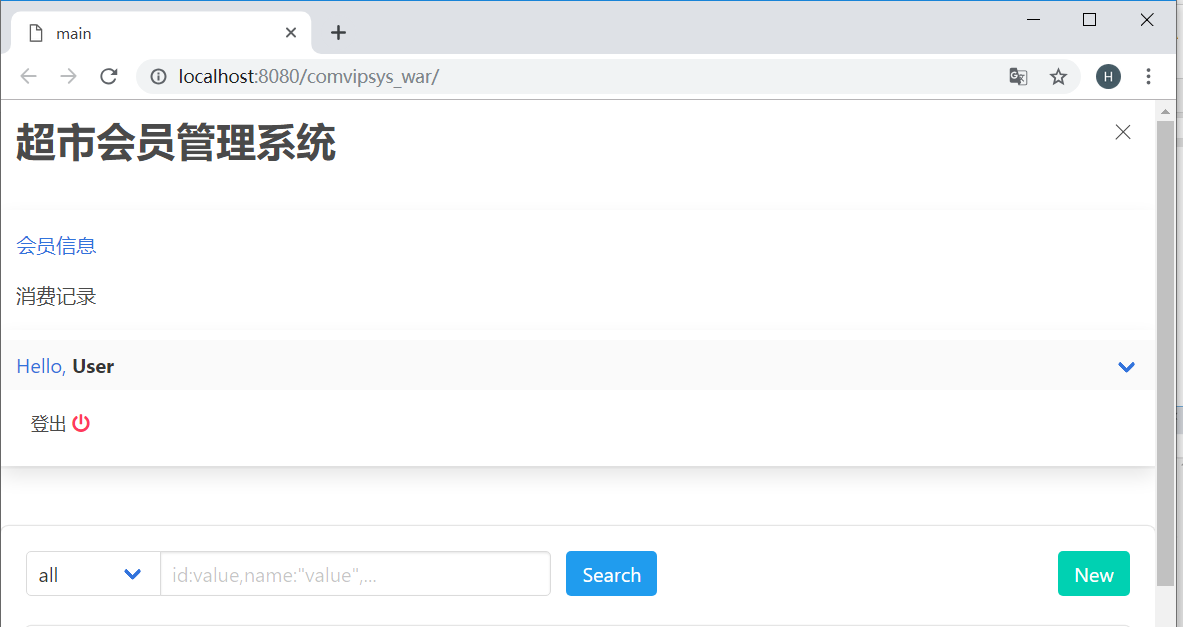 main
localhost:8080/comvipsys_war/
H
超市会员管理系统
会员信息
消费记录
Hello, User
登出
all id:value,name:"value",... Search New